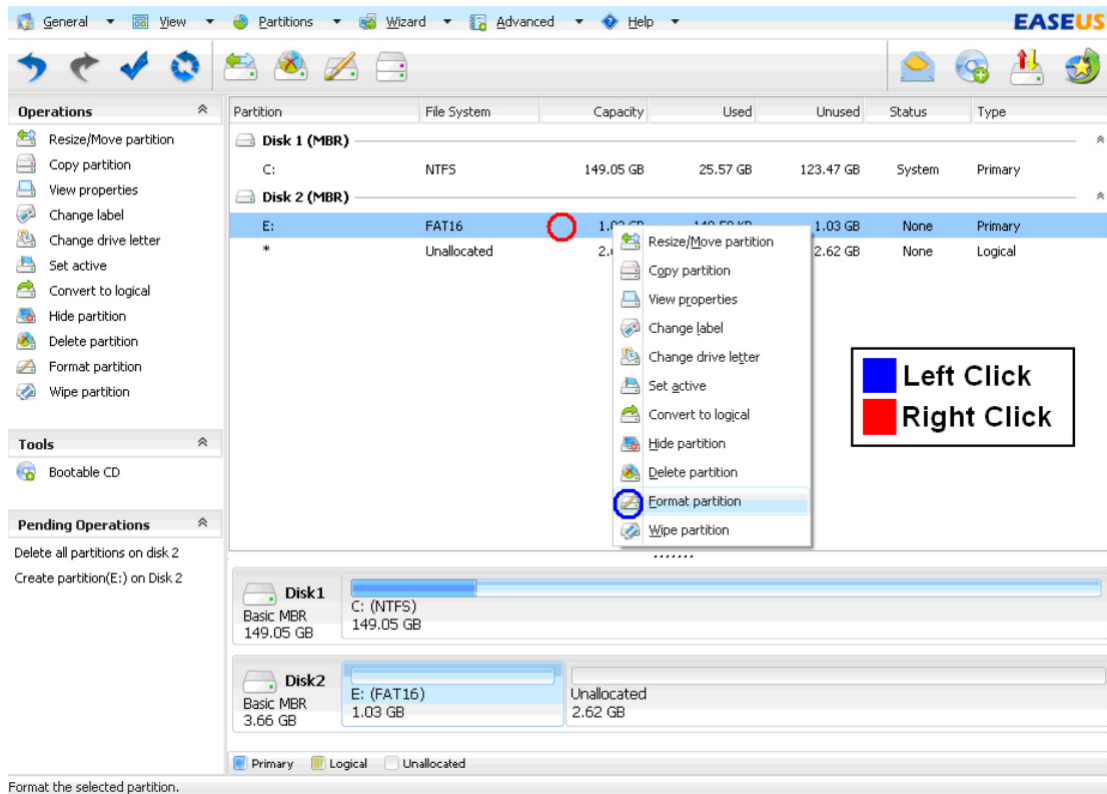 General View Partitions Wizard Advanced Help EASEUS
Operations
Resize/Move partition
Copy partition
View properties
Change label
Change drive letter
Set active
Convert to logical
Hide partition
Delete partition
Format partition
Wipe partition
Tools
Bootable CD
Pending Operations
Delete all partitions on disk 2
Create partition(E:) on Disk 2
Partition File System Capacity Used Unused Status Type
Disk 1 (MBR)
C: NTFS 149.05 GB 25.57 GB 123.47 GB System Primary
Disk 2 (MBR)
E: FAT16 1.03 GB None Primary
* Unallocated 2.62 GB None Logical
Resize/Move partition
Copy partition
View properties
Change label
Change drive letter
Set active
Convert to logical
Hide partition
Delete partition
Format partition
Wipe partition
Left Click
Right Click
Disk1
Basic MBR
149.05 GB
C: (NTFS)
149.05 GB
Disk2
Basic MBR
3.66 GB
E: (FAT16)
1.03 GB
Unallocated
2.62 GB
Primary Logical Unallocated
Format the selected partition.